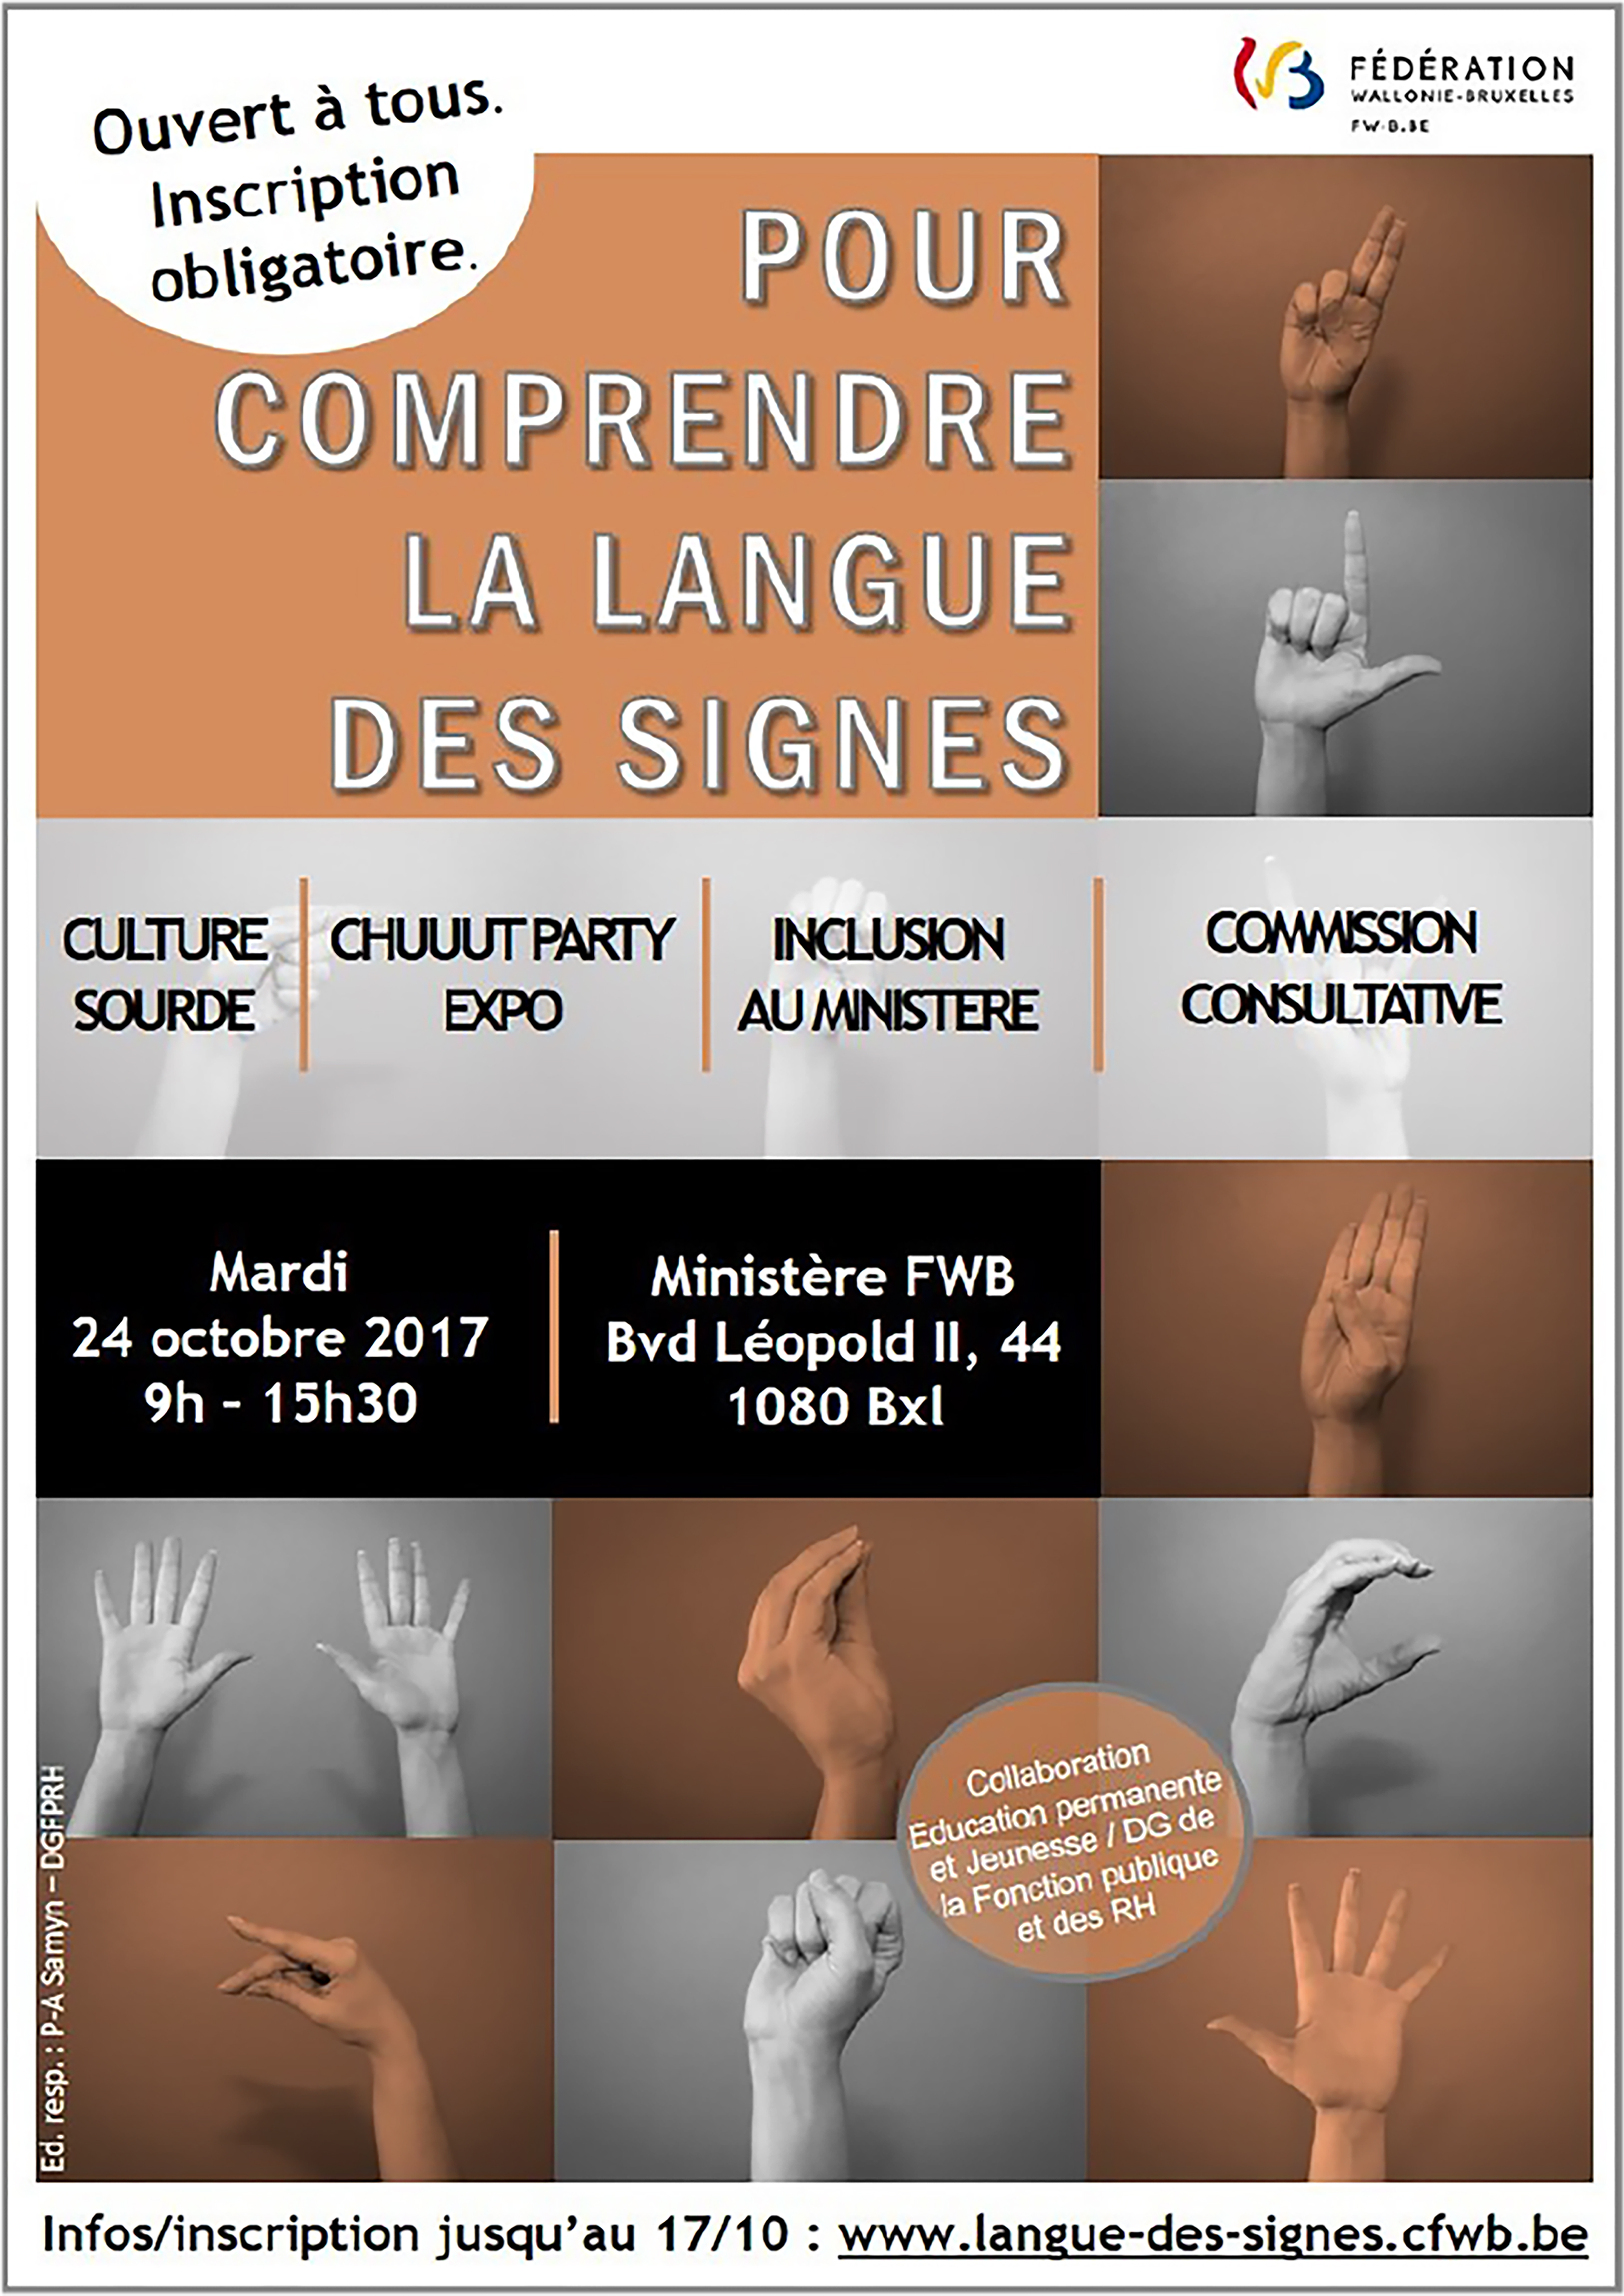 Ouvert à tous.
Inscription
obligatoire.
FÉDÉRATION
WALLONIE-BRUXELLES
FW-B.BE
POUR
COMPRENDRE
LA LANGUE
DES SIGNES
CULTURE
SOURDE
CHUUUT PARTY
EXPO
INCLUSION
AU MINISTERE
COMMISSION
CONSULTATIVE
Mardi
24 octobre 2017
9h – 15h30
Ministère FWB
Bvd Léopold II, 44
1080 Bxl
Collaboration
Education permanente
et Jeunesse / DG de
la Fonction publique
et des RH
Ed. resp. : P-A Samyn – DGFPRH
Infos/inscription jusqu'au 17/10 : www.langue-des-signes.cfwb.be